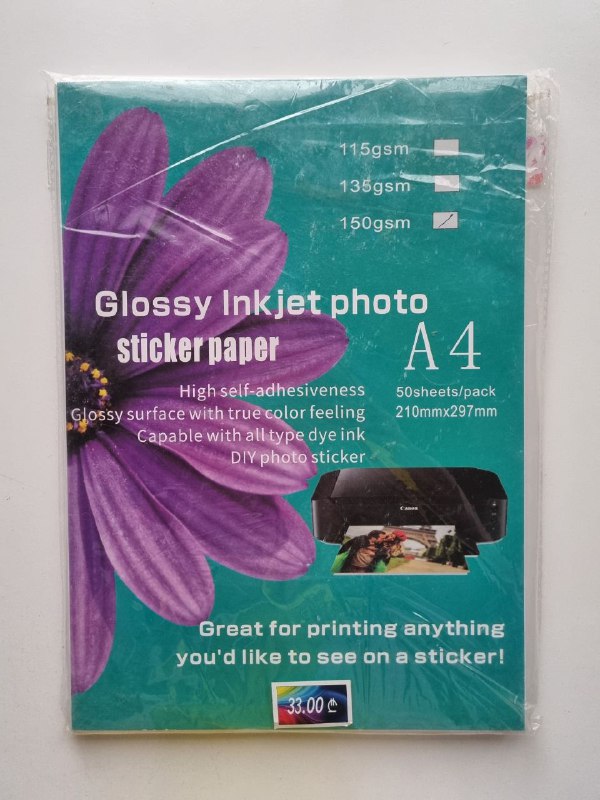 115gsm
135gsm
150gsm
Glossy Inkjet photo
sticker paper
A4
High self-adhesiveness
50sheets/pack
Glossy surface with true color feeling
210mmx297mm
Capable with all type dye ink
DIY photo sticker
Canon
Great for printing anything
you'd like to see on a sticker!
33.00 ₾